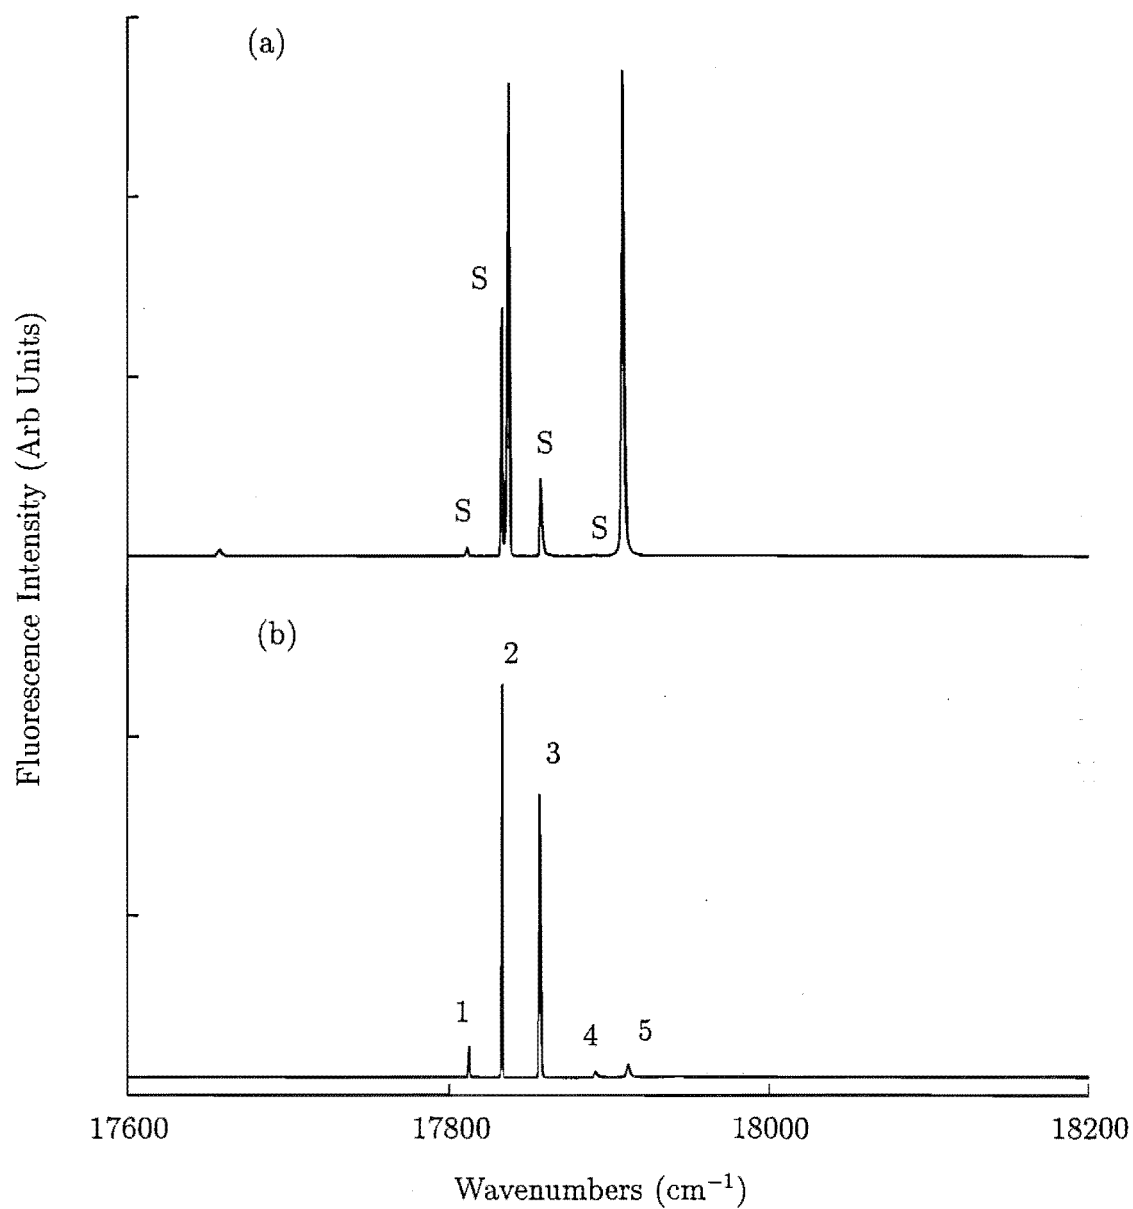 (a)
S
S
S
S
(b)
2
3
1
4
5
17600
17800
18000
18200
Wavenumbers (cm⁻¹)
Fluorescence Intensity (Arb Units)